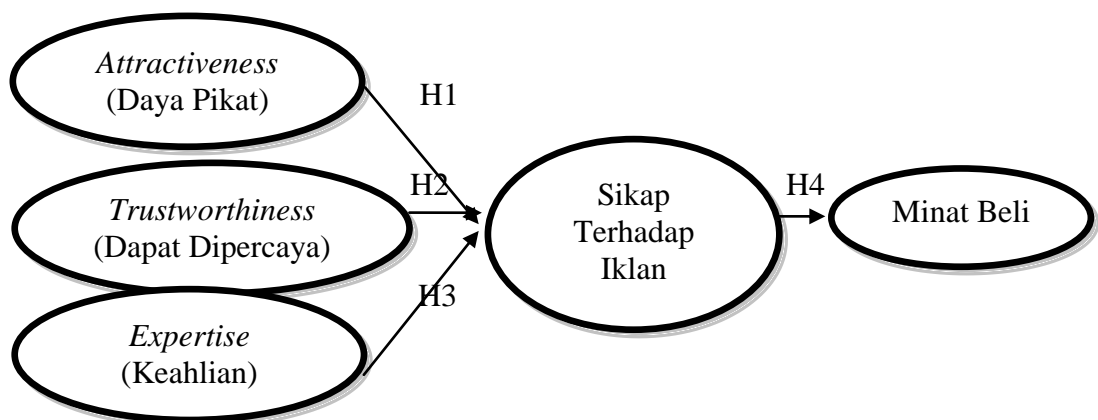 Attractiveness
(Daya Pikat)
H1
Trustworthiness
(Dapat Dipercaya)
H2
Expertise
(Keahlian)
H3
Sikap
Terhadap
Iklan
H4
Minat Beli